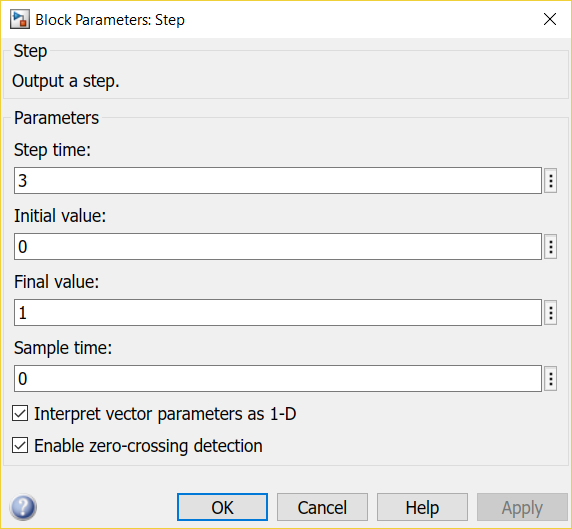 Block Parameters: Step
Step
Output a step.
Parameters
Step time:
3
Initial value:
0
Final value:
1
Sample time:
0
Interpret vector parameters as 1-D
Enable zero-crossing detection
? OK Cancel Help Apply